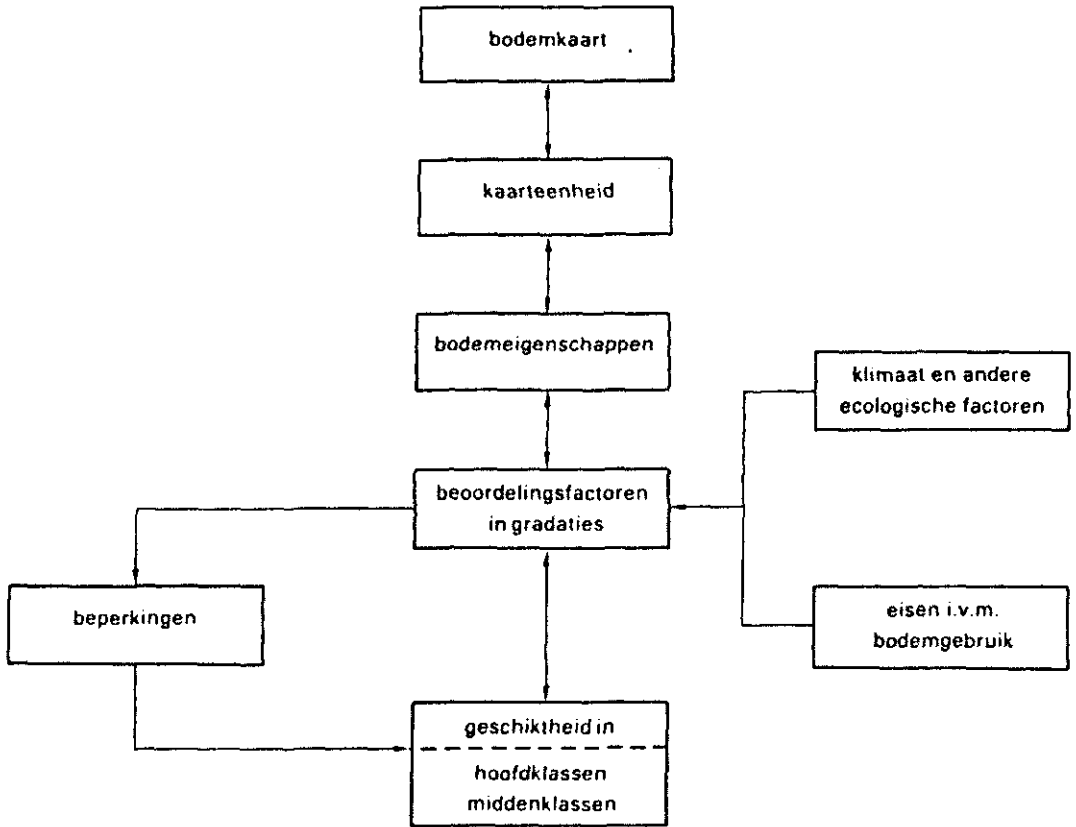 bodemkaart
kaarteenheid
bodemeigenschappen
klimaat en andere
ecologische factoren
beoordelingsfactoren
in gradaties
beperkingen
eisen i.v.m.
bodemgebruik
geschiktheid in
hoofdklassen
middenklassen